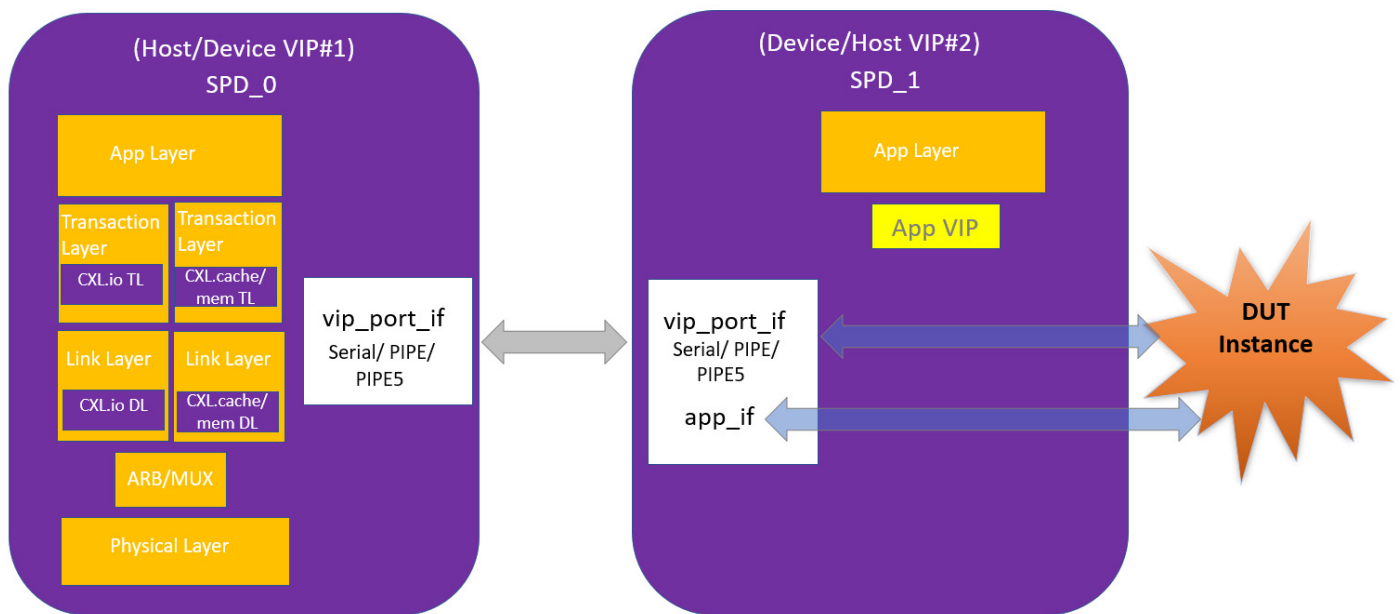 (Host/Device VIP#1)
SPD_0
App Layer
Transaction
Layer
CXL.io TL
Transaction
Layer
CXL.cache/
mem TL
Link Layer
CXL.io DL
Link Layer
CXL.cache/
mem DL
ARB/MUX
Physical Layer
vip_port_if
Serial/ PIPE/
PIPE5
(Device/Host VIP#2)
SPD_1
App Layer
App VIP
vip_port_if
Serial/ PIPE/
PIPE5
app_if
DUT
Instance